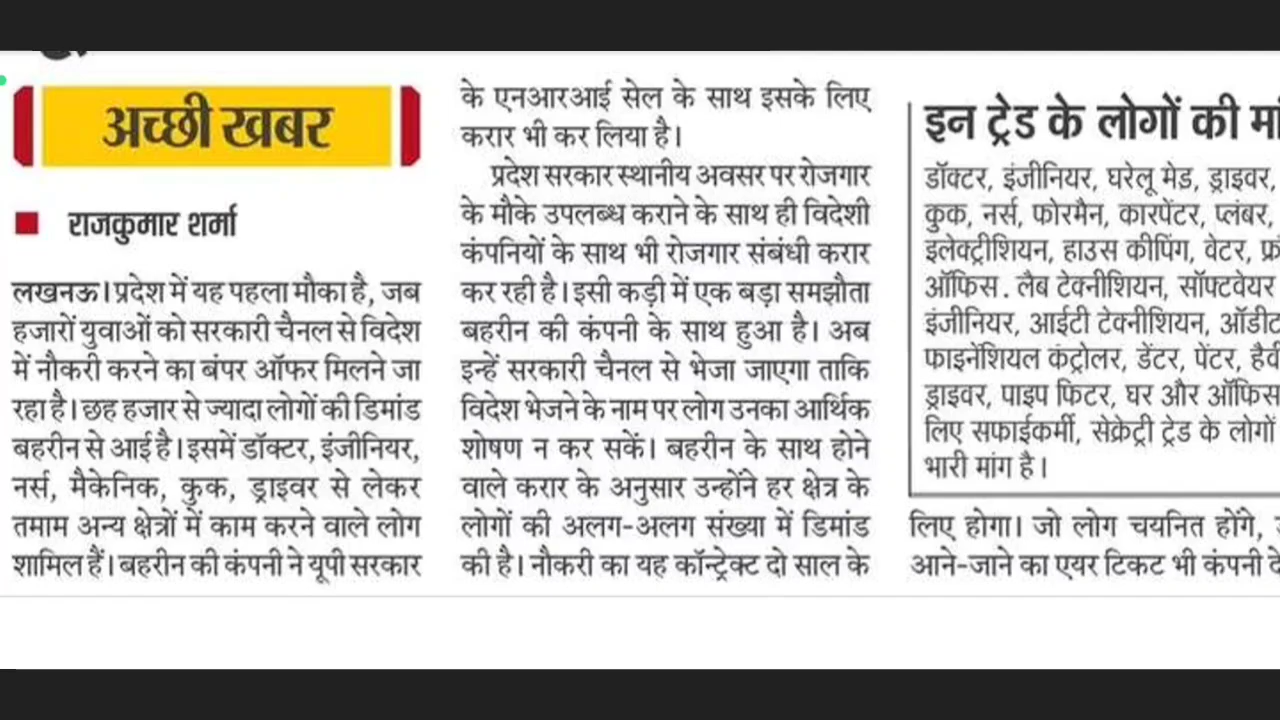 अच्छी खबर
राजकुमार शर्मा
लखनऊ। प्रदेश में यह पहला मौका है, जब
हजारों युवाओं को सरकारी चैनल से विदेश
में नौकरी करने का बंपर ऑफर मिलने जा
रहा है। छह हजार से ज्यादा लोगों की डिमांड
बहरीन से आई है। इसमें डॉक्टर, इंजीनियर,
नर्स, मैकेनिक, कुक, ड्राइवर से लेकर
तमाम अन्य क्षेत्रों में काम करने वाले लोग
शामिल हैं। बहरीन की कंपनी ने यूपी सरकार
के एनआरआई सेल के साथ इसके लिए
करार भी कर लिया है।
प्रदेश सरकार स्थानीय अवसर पर रोजगार
के मौके उपलब्ध कराने के साथ ही विदेशी
कंपनियों के साथ भी रोजगार संबंधी करार
कर रही है। इसी कड़ी में एक बड़ा समझौता
बहरीन की कंपनी के साथ हुआ है। अब
इन्हें सरकारी चैनल से भेजा जाएगा ताकि
विदेश भेजने के नाम पर लोग उनका आर्थिक
शोषण न कर सकें। बहरीन के साथ होने
वाले करार के अनुसार उन्होंने हर क्षेत्र के
लोगों की अलग-अलग संख्या में डिमांड
की है। नौकरी का यह कॉन्ट्रेक्ट दो साल के
इन ट्रेड के लोगों की
डॉक्टर, इंजीनियर, घरेलू मेड, ड्राइवर,
कुक, नर्स, फोरमैन, कारपेंटर, प्लंबर,
इलेक्ट्रीशियन, हाउस कीपिंग, वेटर,
ऑफिस. लैब टेक्नीशियन, सॉफ्टवेयर
इंजीनियर, आईटी टेक्नीशियन,
फाइनेंशियल कंट्रोलर, डेंटर, पेंटर,
ड्राइवर, पाइप फिटर, घर और ऑफिस
लिए सफाईकर्मी, सेक्रेट्री ट्रेड के लोगों
भारी मांग है।
लिए होगा। जो लोग चयनित होंगे,
आने-जाने का एयर टिकट भी कंपनी